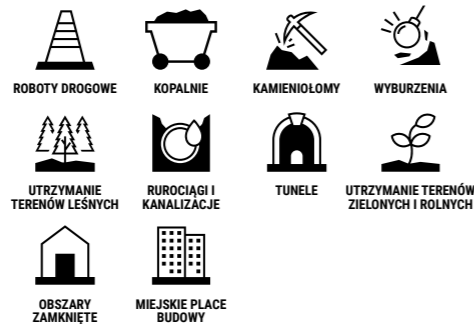 ROBOTY DROGOWE
KOPALNIE
KAMIENIOŁOMY
WYBURZENIA
UTRZYMANIE
TERENÓW LEŚNYCH
RUROCIĄGI I
KANALIZACJE
TUNELE
UTRZYMANIE TERENÓW
ZIELONYCH I ROLNYCH
OBSZARY
ZAMKNIĘTE
MIEJSKIE PLACE
BUDOWY